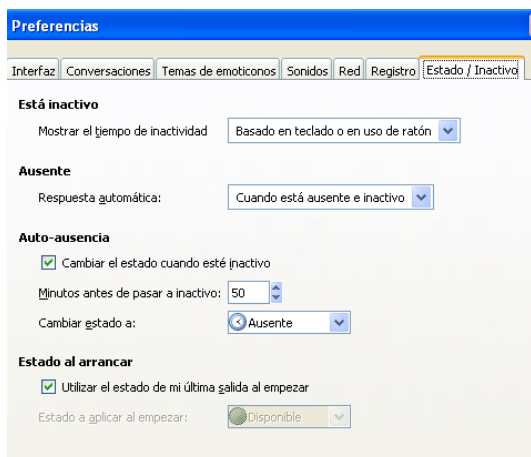 Preferencias
Interfaz Conversaciones Temas de emoticonos Sonidos Red Registro Estado / Inactivo
Está inactivo
Mostrar el tiempo de inactividad Basado en teclado o en uso de ratón
Ausente
Respuesta automática: Cuando está ausente e inactivo
Auto-ausencia
Cambiar el estado cuando esté inactivo
Minutos antes de pasar a inactivo: 50
Cambiar estado a: Ausente
Estado al arrancar
Utilizar el estado de mi última salida al empezar
Estado a aplicar al empezar: Disponible